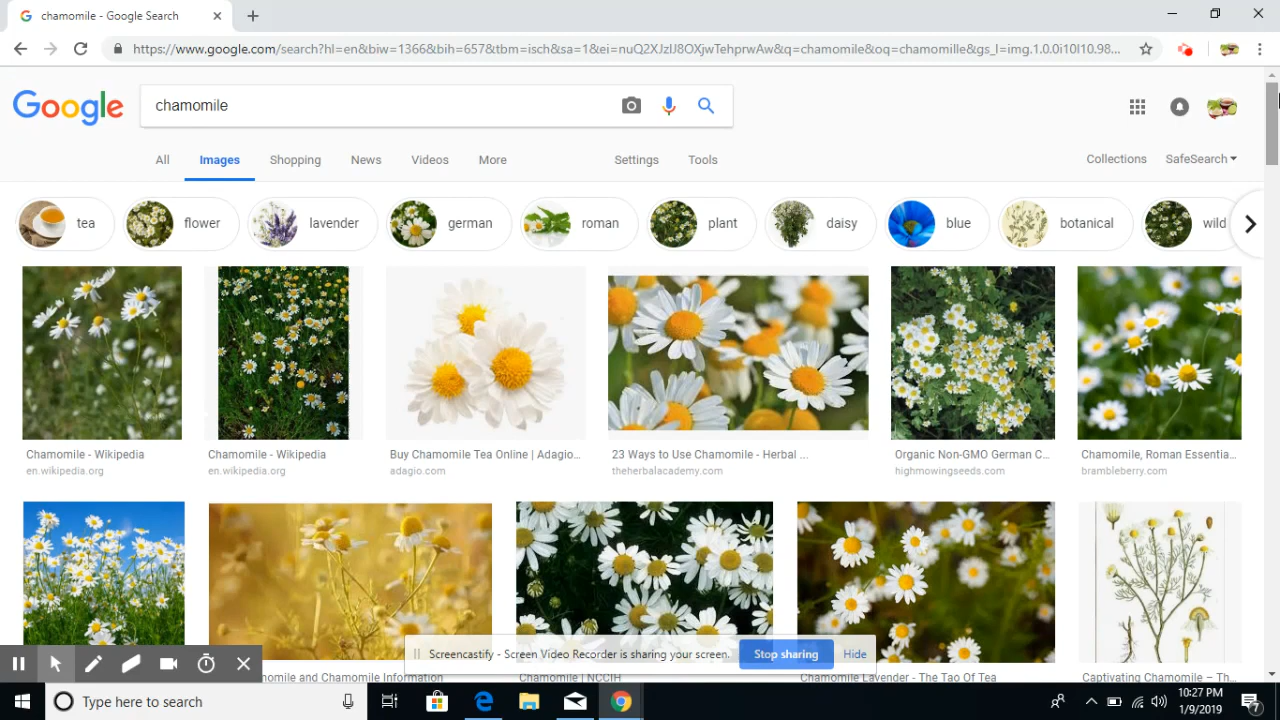 chamomile - Google Search
https://www.google.com/search?hl=en&biw=1366&bih=657&tbm=isch&sa=1&ei=nuQ2XJzIJ8OXjwTehprwAw&q=chamomile&oq=chamomille&gs_l=img.1.0.0i10l10.98...
Google
chamomile
All Images Shopping News Videos More Settings Tools Collections SafeSearch
tea flower lavender german roman plant daisy blue botanical wild
Chamomile - Wikipedia
en.wikipedia.org
Chamomile - Wikipedia
en.wikipedia.org
Buy Chamomile Tea Online | Adagio...
adagio.com
23 Ways to Use Chamomile - Herbal ...
theherbalacademy.com
Organic Non-GMO German C...
highmowingseeds.com
Chamomile, Roman Essentia...
brambleberry.com
omile and Chamomile Information
Chamomile | NCCIH
Chamomile Lavender - The Tao Of Tea
Captivating Chamomile – Th...
Screencastify - Screen Video Recorder is sharing your screen. Stop sharing Hide
Type here to search
10:27 PM
1/9/2019
7